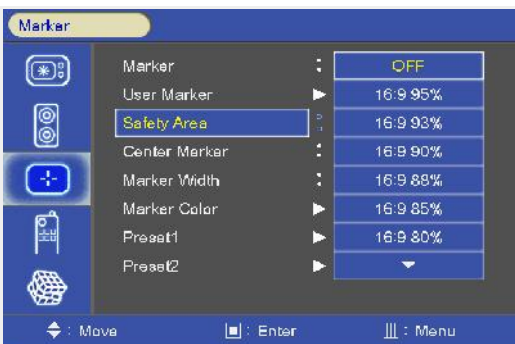 Marker
Marker : OFF
User Marker ▶ 16:9 95%
Safety Area : 16:9 93%
Center Marker : 16:9 90%
Marker Width : 16:9 88%
Marker Color ▶ 16:9 85%
Preset1 ▶ 16:9 80%
Preset2 ▶
: Move : Enter : Menu